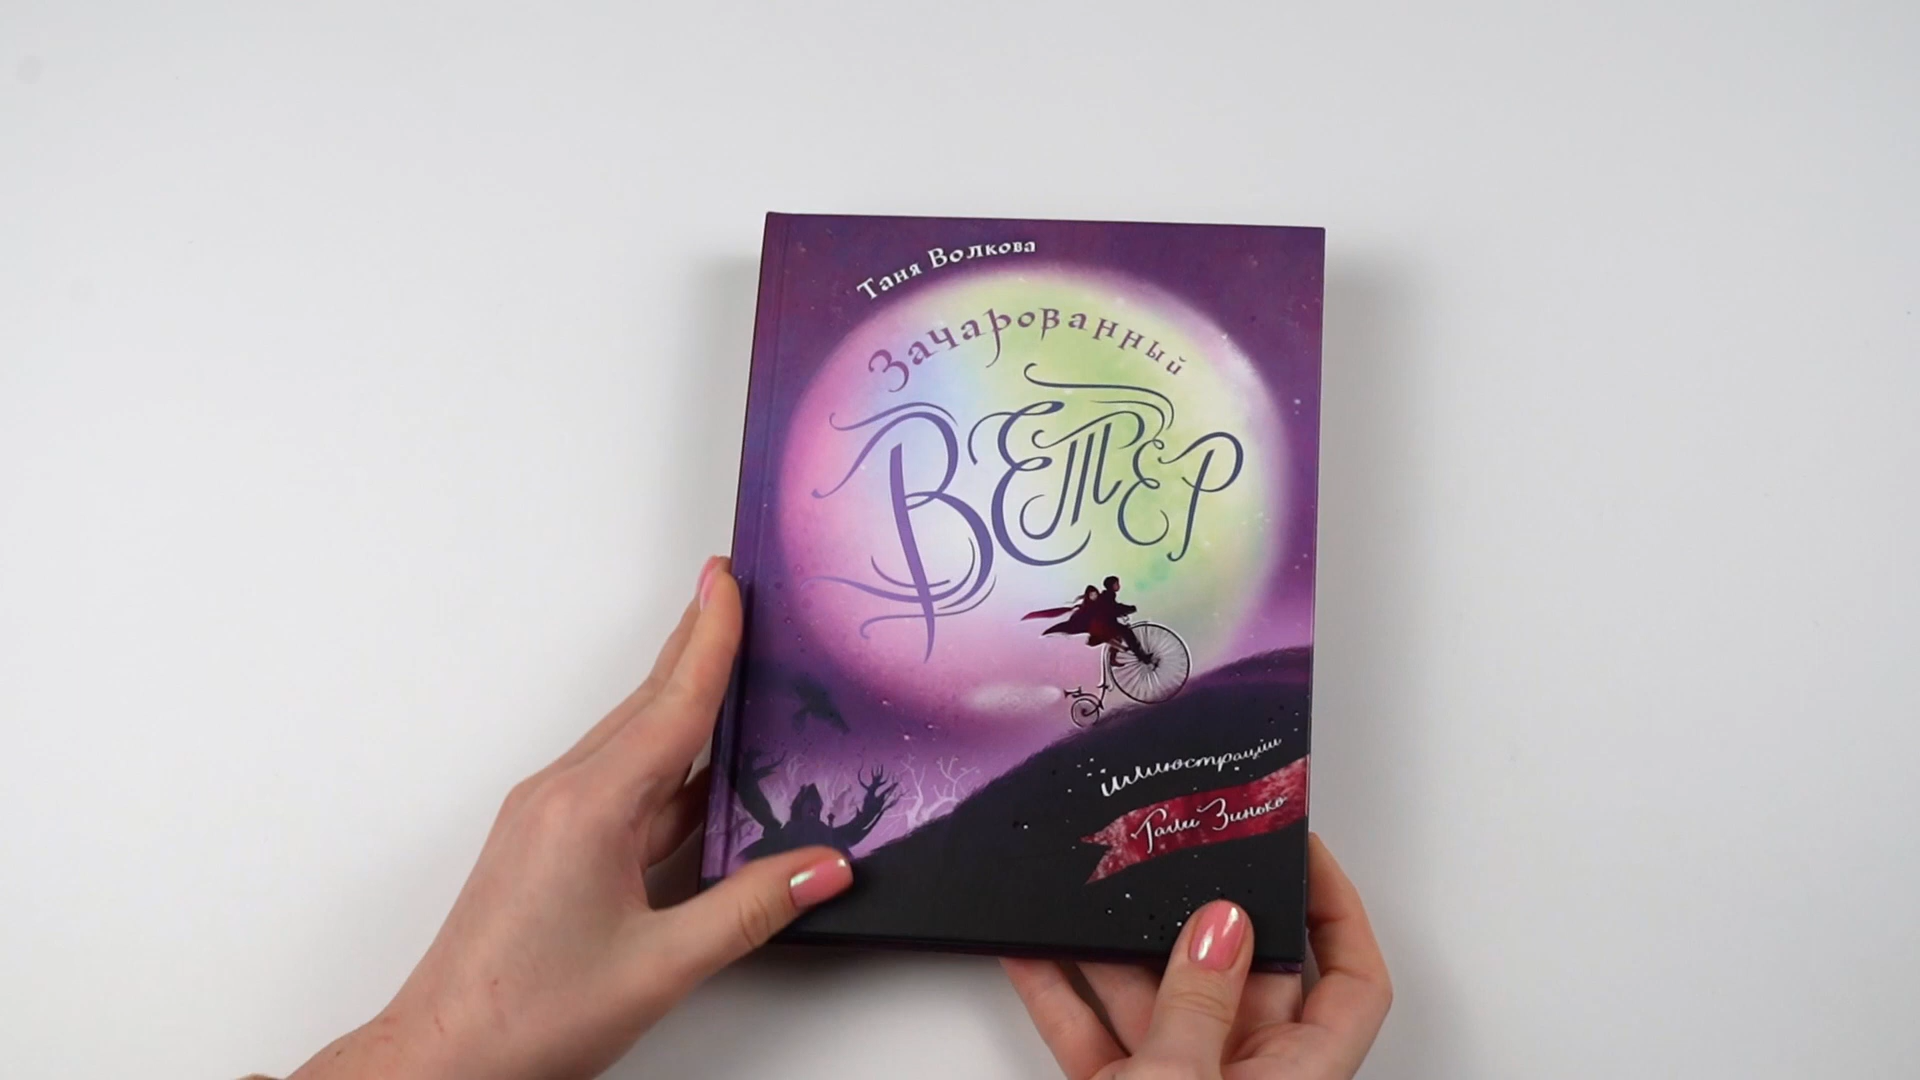 Таня Волкова
Зачарованный
ВЕТЕР
иллюстрации
Гали Зинько